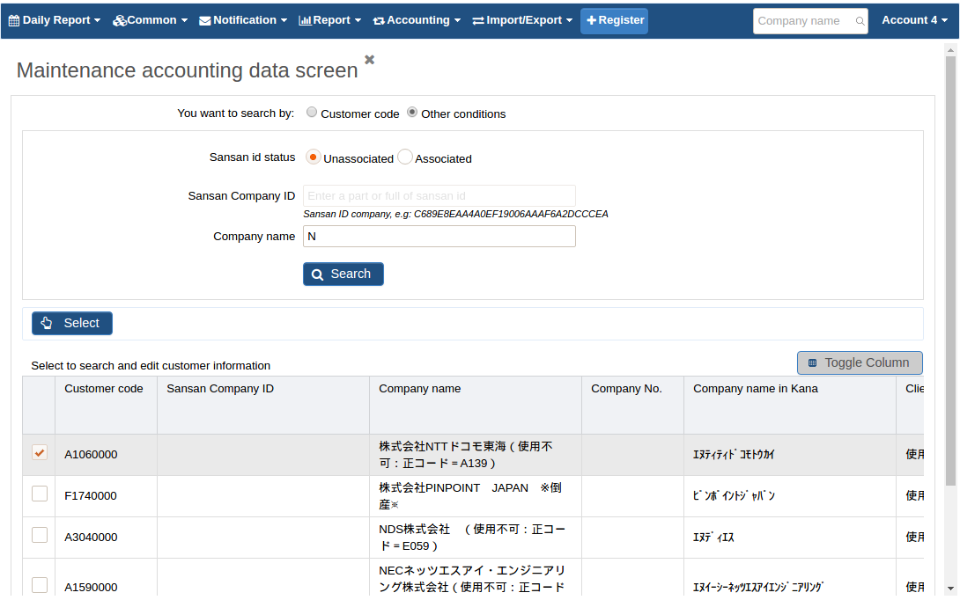 Daily Report Common Notification Report Accounting Import/Export Register Company name Account 4
Maintenance accounting data screen
You want to search by: Customer code Other conditions
Sansan id status Unassociated Associated
Sansan Company ID Enter a part or full of sansan id
Sansan ID company, e.g: C689E8EAA4A0EF19006AAAF6A2DCCCEA
Company name N
Search
Select
Select to search and edit customer information
Toggle Column
Customer code Sansan Company ID Company name Company No. Company name in Kana Clie
A1060000 株式会社NTTドコモ東海(使用不
可:正コード=A139) ｴﾇﾃｨﾃｨﾄﾞｺﾓﾄｳｶｲ 使用
F1740000 株式会社PINPOINT　JAPAN　※倒
産※ ﾋﾟﾝﾎﾟｲﾝﾄｼﾞｬﾊﾟﾝ 使用
A3040000 NDS株式会社　(使用不可:正コー
ド=E059) ｴﾇﾃﾞｨｴｽ 使用
A1590000 NECネッツエスアイ・エンジニアリ
ング株式会社(使用不可:正コード ｴﾇｲｰｼｰﾈｯﾂｴｽｱｲｴﾝｼﾞﾆｱﾘﾝｸﾞ 使用